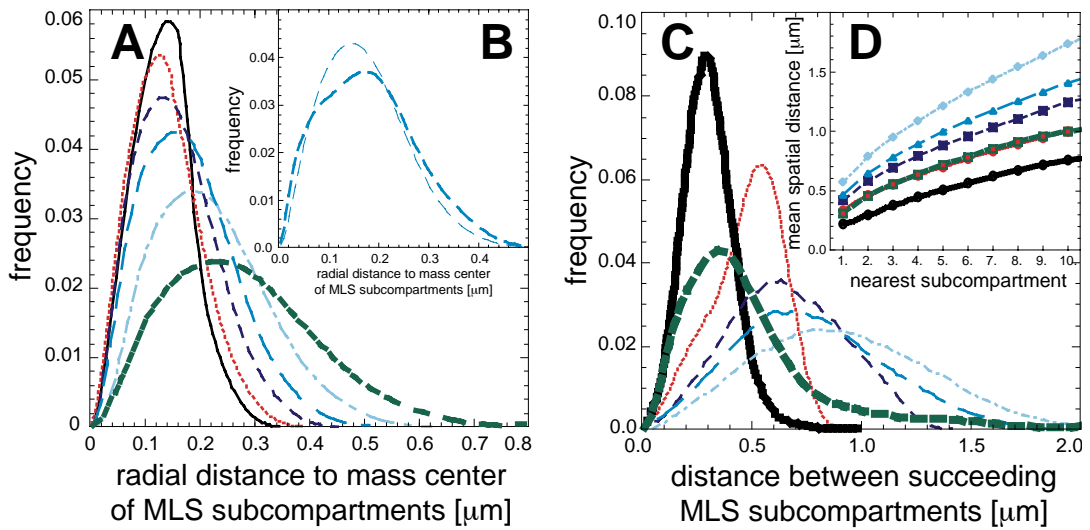 A
0.06
0.05
0.04
0.03
0.02
0.01
0
frequency
0 0.1 0.2 0.3 0.4 0.5 0.6 0.7 0.8
radial distance to mass center
of MLS subcompartments [μm]
B
0.04
0.03
0.02
0.01
0.0
frequency
0.0 0.1 0.2 0.3 0.4
radial distance to mass center
of MLS subcompartments [μm]
C
0.10
0.08
0.06
0.04
0.02
0.00
frequency
0.0 0.5 1.0 1.5 2.0
distance between succeeding
MLS subcompartments [μm]
D
1.5
1.0
0.5
0.0
mean spatial distance [μm]
1. 2. 3. 4. 5. 6. 7. 8. 9. 10.
nearest subcompartment